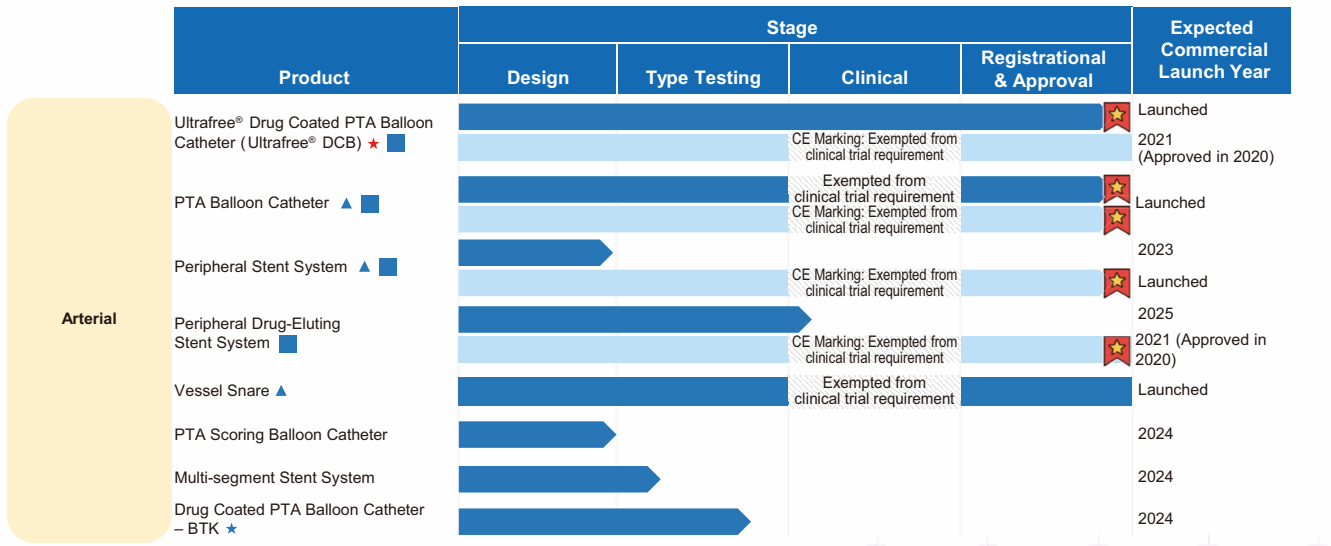 Product
Stage
Design
Type Testing
Clinical
Registrational
& Approval
Expected
Commercial
Launch Year
Arterial
Ultrafree® Drug Coated PTA Balloon
Catheter (Ultrafree® DCB)
Launched
CE Marking: Exempted from
clinical trial requirement
2021
(Approved in 2020)
PTA Balloon Catheter
Exempted from
clinical trial requirement
CE Marking: Exempted from
clinical trial requirement
Launched
Peripheral Stent System
2023
CE Marking: Exempted from
clinical trial requirement
Launched
Peripheral Drug-Eluting
Stent System
2025
CE Marking: Exempted from
clinical trial requirement
2021 (Approved in
2020)
Vessel Snare
Exempted from
clinical trial requirement
Launched
PTA Scoring Balloon Catheter
2024
Multi-segment Stent System
2024
Drug Coated PTA Balloon Catheter
– BTK
2024